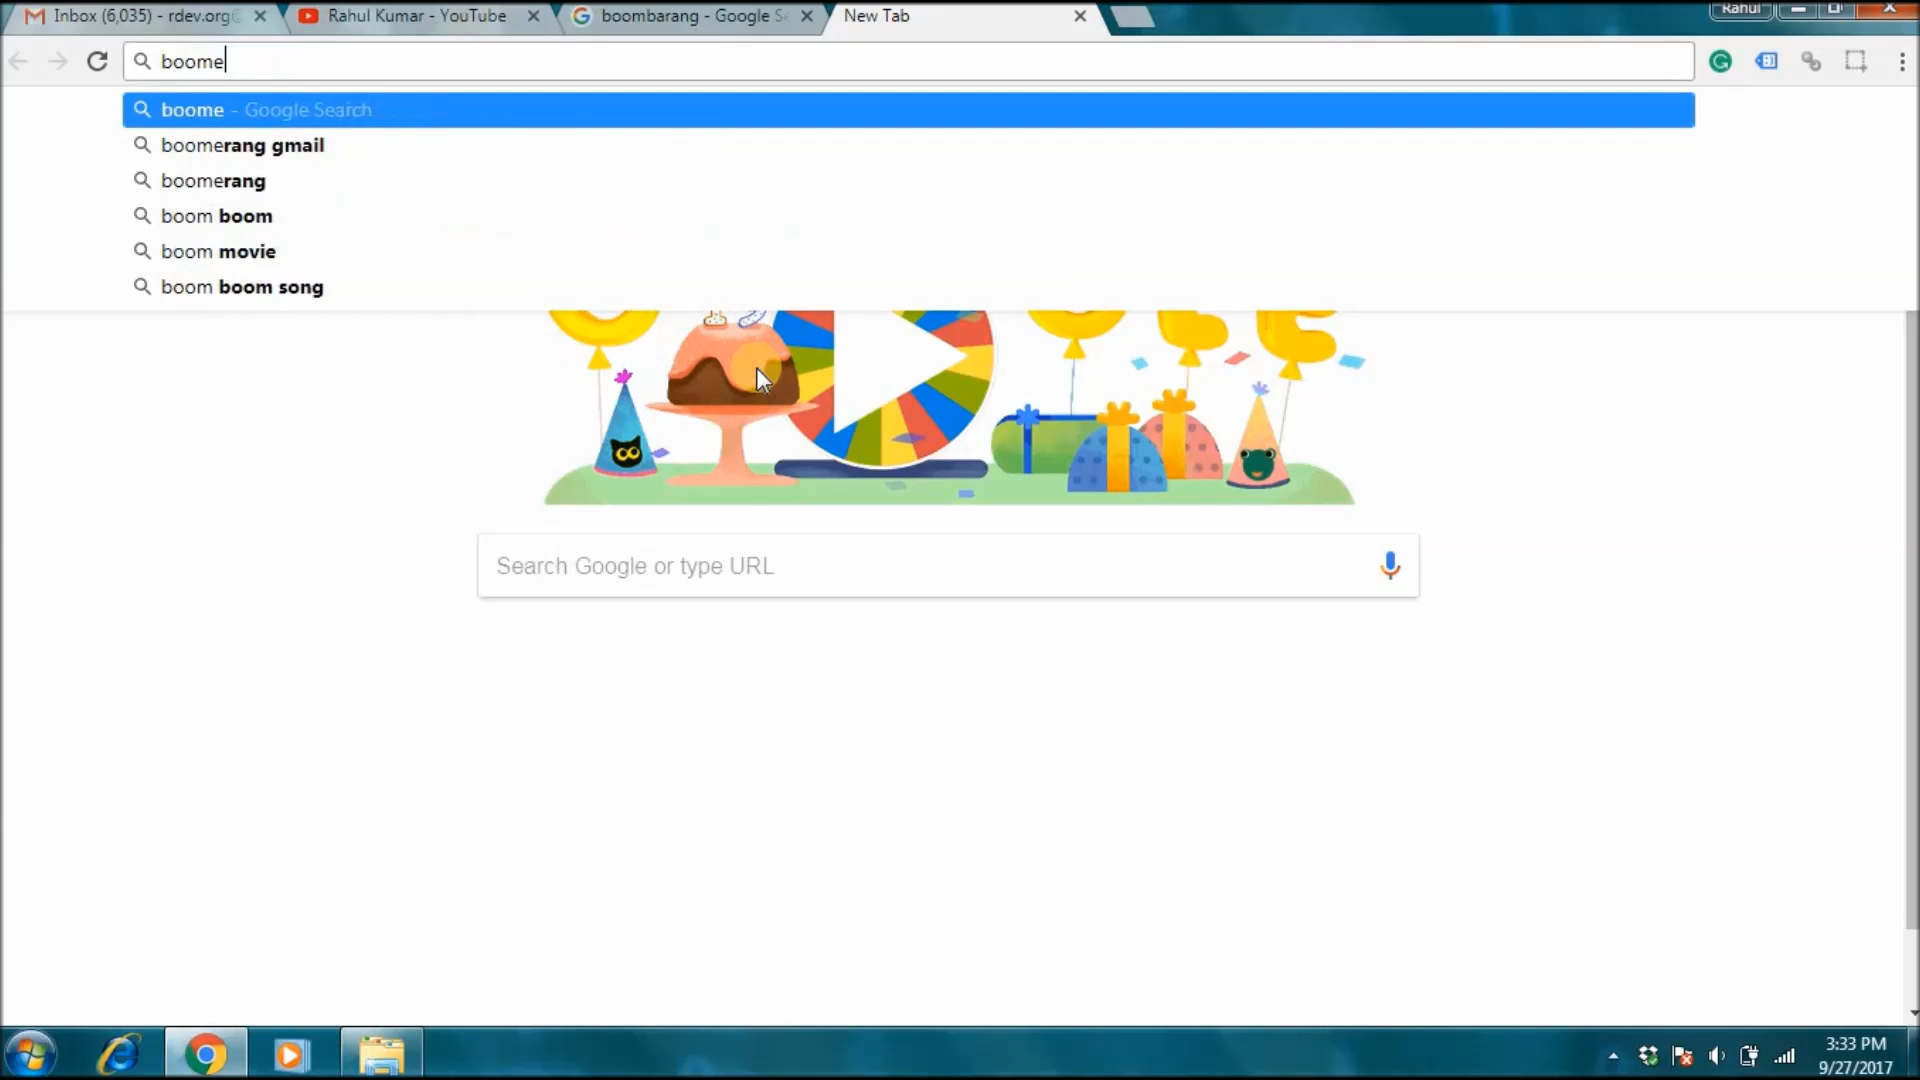 Inbox (6,035) - rdev.org@
Rahul Kumar - YouTube
boombarang - Google Se
New Tab
Rahul
boome
boome - Google Search
boomerang gmail
boomerang
boom boom
boom movie
boom boom song
Search Google or type URL
3:33 PM
9/27/2017